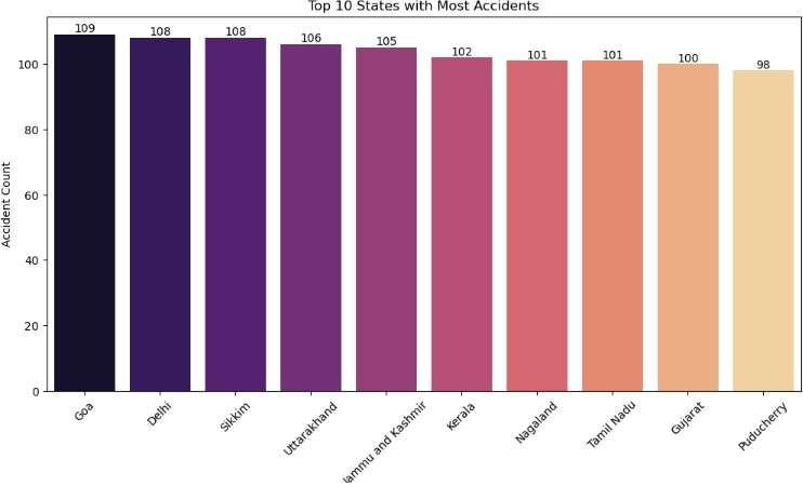 Top 10 States with Most Accidents
109
108
108
106
105
102
101
101
100
98
100
80
60
40
20
0
Accident Count
Goa
Delhi
Sikkim
Uttarakhand
Jammu and Kashmir
Kerala
Nagaland
Tamil Nadu
Gujarat
Puducherry